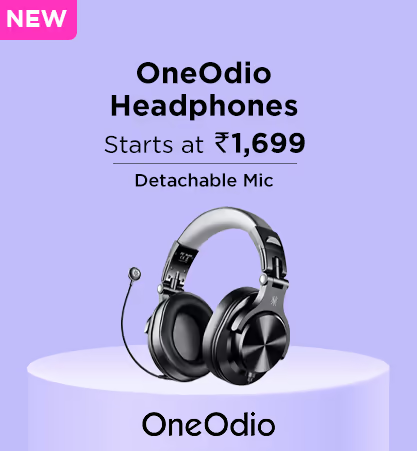 NEW
OneOdio
Headphones
Starts at ₹1,699
Detachable Mic
OneOdio